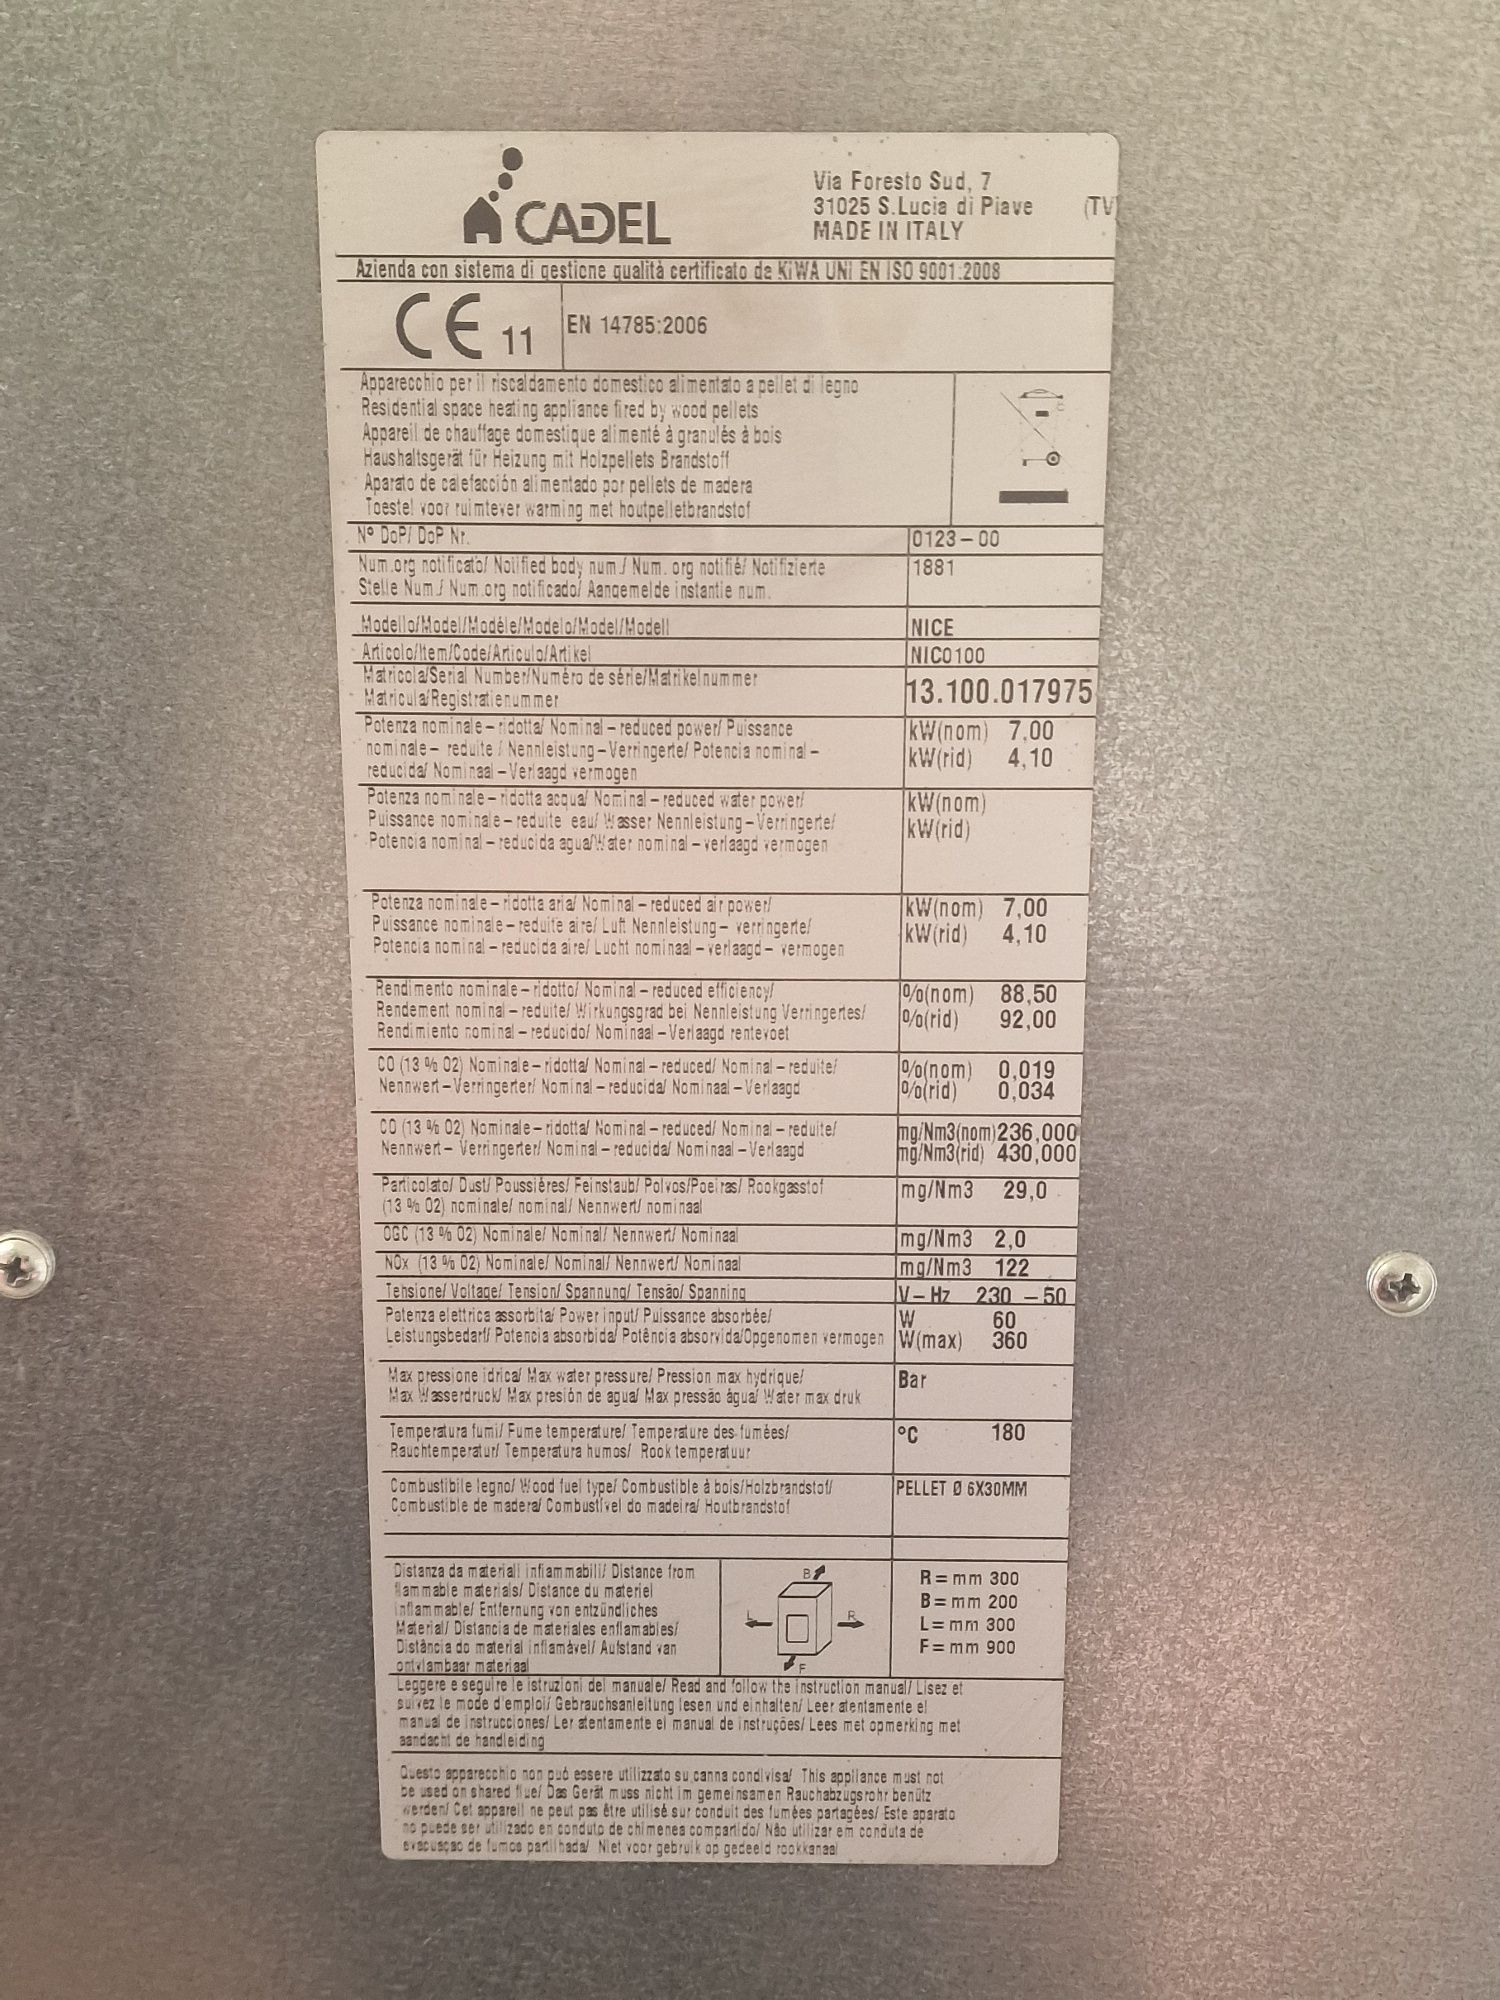 CADEL
Via Foresto Sud, 7
31025 S.Lucia di Piave (TV)
MADE IN ITALY
Azienda con sistema di gestione qualità certificato da KIWA UNI EN ISO 9001:2008
CE 11
EN 14785:2006
Apparecchio per il riscaldamento domestico alimentato a pellet di legno
Residential space heating appliance fired by wood pellets
Appareil de chauffage domestique alimenté à granulés à bois
Haushaltsgerät für Heizung mit Holzpellets Brandstoff
Aparato de calefacción alimentado por pellets de madera
Toestel voor ruimtever warming met houtpelletbrandstof
N° DoP/ DoP Nr. 0123-00
Num.org notificato/ Notified body num./ Num. org notifié/ Notifizierte 1881
Stelle Num./ Num.org notificado/ Aangemelde instantie num.
Modello/Model/Modéle/Modelo/Model/Modell NICE
Articolo/Item/Code/Articulo/Artikel NICO100
Matricola/Serial Number/Numéro de série/Matrikelnummer 13.100.017975
Matricula/Registratienummer
Potenza nominale-ridotta/ Nominal-reduced power/ Puissance kW(nom) 7,00
nominale- reduite / Nennleistung-Verringerte/ Potencia nominal- kW(rid) 4,10
reducida/ Nominaal-Verlaagd vermogen
Potenza nominale-ridotta acqua/ Nominal-reduced water power/ kW(nom)
Puissance nominale-reduite eau/ Wasser Nennleistung-Verringerte/ kW(rid)
Potencia nominal-reducida agua/Water nominal-verlaagd vermogen
Potenza nominale-ridotta aria/ Nominal-reduced air power/ kW(nom) 7,00
Puissance nominale-reduite aire/ Luft Nennleistung- verringerte/ kW(rid) 4,10
Potencia nominal-reducida aire/ Lucht nominaal-verlaagd- vermogen
Rendimento nominale-ridotto/ Nominal-reduced efficiency/ %(nom) 88,50
Rendement nominal-reduite/ Wirkungsgrad bei Nennleistung Verringertes/ %(rid) 92,00
Rendimiento nominal-reducido/ Nominaal-Verlaagd rentevoet
CO (13 % O2) Nominale-ridotta/ Nominal-reduced/ Nominal-reduite/ %(nom) 0,019
Nennwert-Verringerter/ Nominal-reducida/ Nominaal-Verlaagd %(rid) 0,034
CO (13 % O2) Nominale-ridotta/ Nominal-reduced/ Nominal-reduite/ mg/Nm3(nom)236,000
Nennwert- Verringerter/ Nominal-reducida/ Nominaal-Verlaagd mg/Nm3(rid) 430,000
Particolato/ Dust/ Poussiéres/ Feinstaub/ Polvos/Poeiras/ Rookgasstof mg/Nm3 29,0
(13 % O2) nominale/ nominal/ Nennwert/ nominaal
OGC (13 % O2) Nominale/ Nominal/ Nennwert/ Nominaal mg/Nm3 2,0
NOx (13 % O2) Nominale/ Nominal/ Nennwert/ Nominaal mg/Nm3 122
Tensione/ Voltage/ Tension/ Spannung/ Tensão/ Spanning V-Hz 230 -50
Potenza elettrica assorbita/ Power input/ Puissance absorbée/ W 60
Leistungsbedarf/ Potencia absorbida/ Potência absorvida/Opgenomen vermogen W(max) 360
Max pressione idrica/ Max water pressure/ Pression max hydrique/ Bar
Max Wasserdruck/ Max presión de agua/ Max pressão água/ Water max druk
Temperatura fumi/ Fume temperature/ Temperature des fumées/ °C 180
Rauchtemperatur/ Temperatura humos/ Rook temperatuur
Combustibile legno/ Wood fuel type/ Combustible à bois/Holzbrandstof/ PELLET Ø 6X30MM
Combustible de madera/ Combustível do madeira/ Houtbrandstof
Distanza da materiali infiammabili/ Distance from
flammable materials/ Distance du materiel
inflammable/ Entfernung von entzündliches
Material/ Distancia de materiales enflamables/
Distância do material inflamável/ Aufstand van
ontvlambaar materiaal
B
L
R
F
R= mm 300
B= mm 200
L= mm 300
F= mm 900
Leggere e seguire le istruzioni del manuale/ Read and follow the instruction manual/ Lisez et
suivez le mode d'emploi/ Gebrauchsanleitung lesen und einhalten/ Leer atentamente el
manual de instrucciones/ Ler atentamente el manual de instruções/ Lees met opmerking met
aandacht de handleiding
Questo apparecchio non può essere utilizzato su canna condivisa/ This appliance must not
be used on shared flue/ Das Gerät muss nicht im gemeinsamen Rauchabzugsrohr benütz
werden/ Cet appareil ne peut pas être utilisé sur conduit des fumées partagées/ Este aparato
no puede ser utilizado en conducto de chimenea compartido/ Não utilizar em conduta de
evacuaçao de fumos partilhada/ Niet voor gebruik op gedeeld rookkanaal